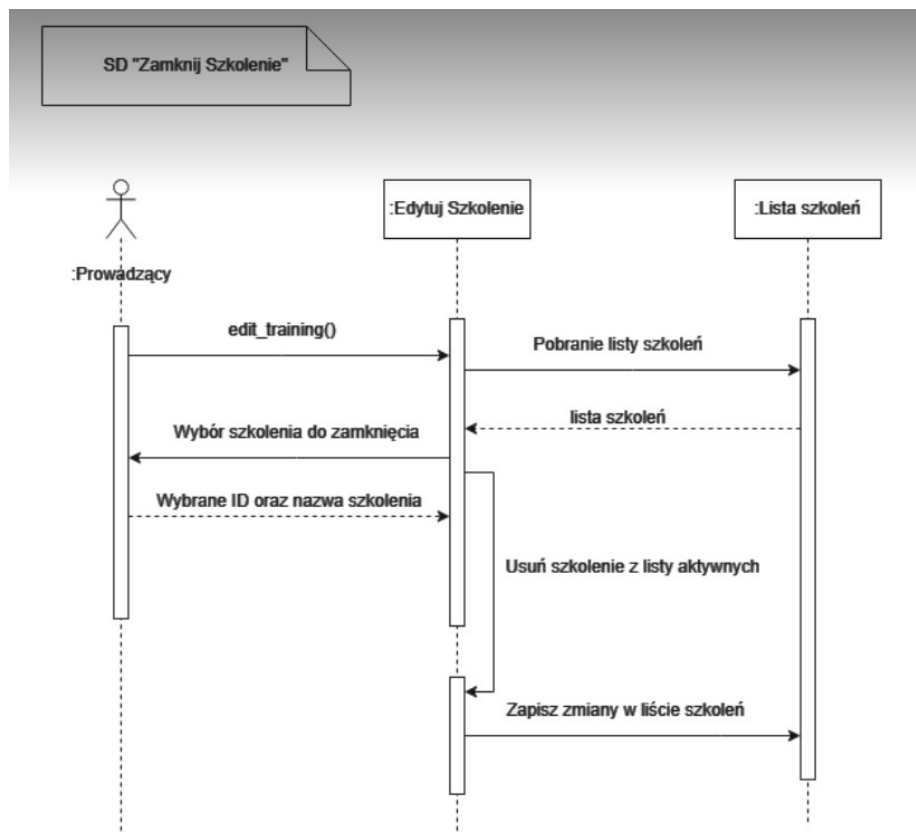 SD "Zamknij Szkolenie"
:Prowadzący
:Edytuj Szkolenie
:Lista szkoleń
edit_training()
Pobranie listy szkoleń
lista szkoleń
Wybór szkolenia do zamknięcia
Wybrane ID oraz nazwa szkolenia
Usuń szkolenie z listy aktywnych
Zapisz zmiany w liście szkoleń